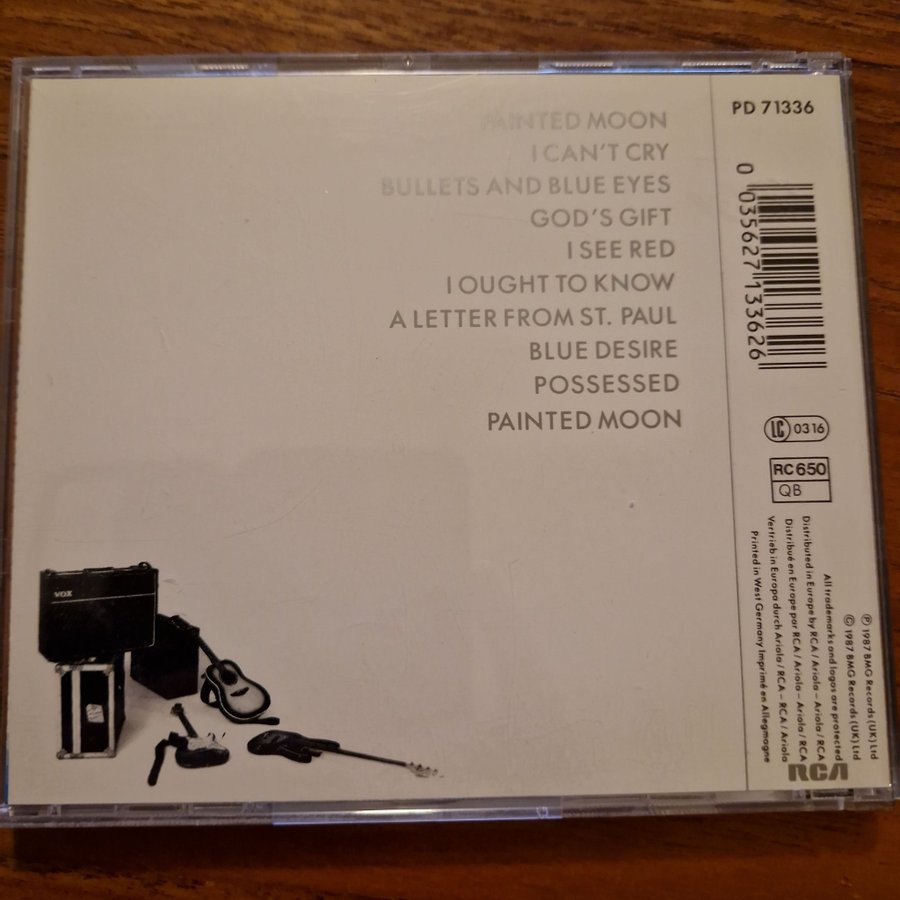 PAINTED MOON
I CAN'T CRY
BULLETS AND BLUE EYES
GOD'S GIFT
I SEE RED
I OUGHT TO KNOW
A LETTER FROM ST. PAUL
BLUE DESIRE
POSSESSED
PAINTED MOON
VOX
PD 71336
0 035627 133626
LC 0316
RC 650
QB
℗ 1987 BMG Records (UK) Ltd
© 1987 BMG Records (UK) Ltd
All trademarks and logos are protected
Distributed in Europe by RCA / Ariola – Ariola / RCA
Distribué en Europe par RCA / Ariola – Ariola / RCA
Vertrieb in Europa durch Ariola / RCA – RCA / Ariola
Printed in West Germany Imprimé en Allegmagne
RCA